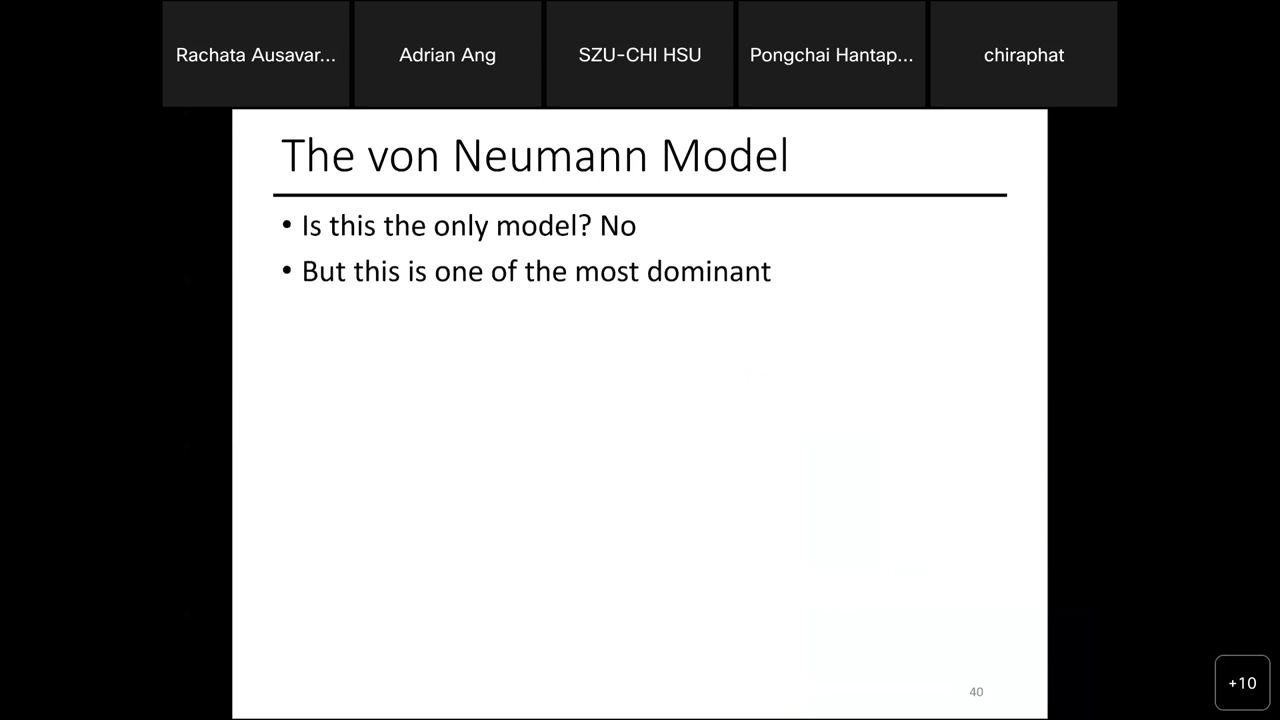 Rachata Ausavar...
Adrian Ang
SZU-CHI HSU
Pongchai Hantap...
chiraphat
The von Neumann Model
• Is this the only model? No
• But this is one of the most dominant
40
+10